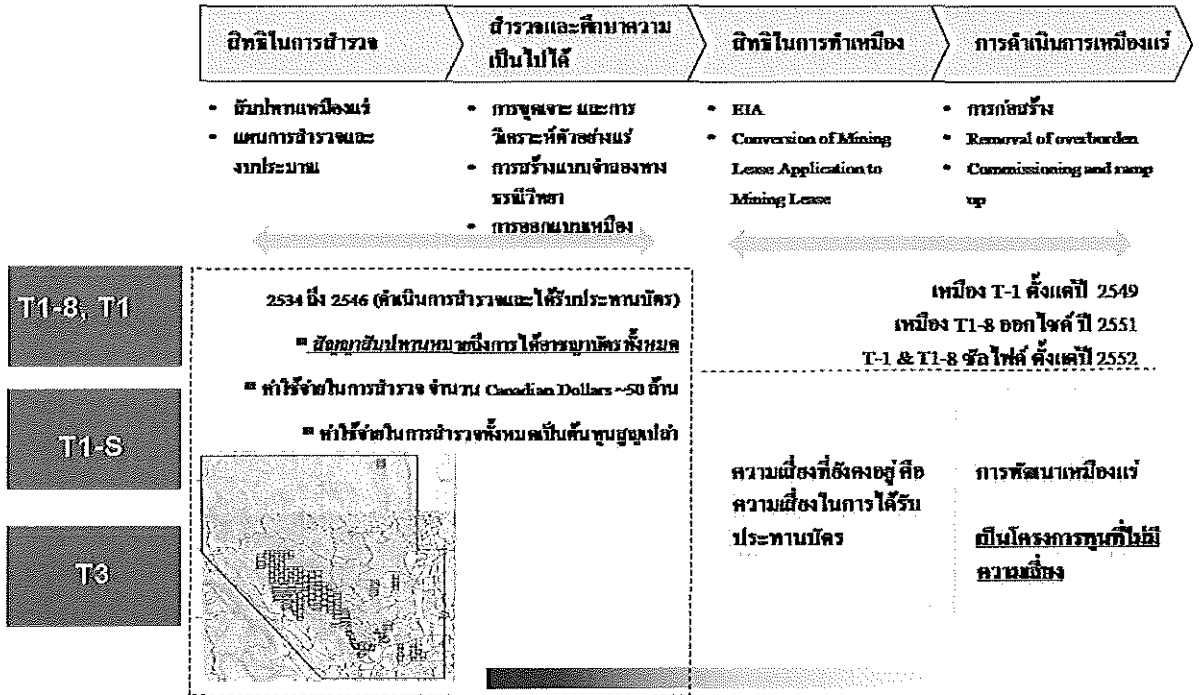 สิทธิในการสำรวจ
สำรวจและศึกษาความ
เป็นไปได้
สิทธิในการทำเหมือง
การดำเนินการเหมืองแร่
• สัมปทานเหมืองแร่
• แผนการสำรวจและ
งบประมาณ
• การขุดเจาะ และการ
วิเคราะห์ตัวอย่างแร่
• การสร้างแบบจำลองทาง
ธรณีวิทยา
• การออกแบบเหมือง
• EIA
• Conversion of Mining
Lease Application to
Mining Lease
• การก่อสร้าง
• Removal of overburden
• Commissioning and ramp
up
T1-8, T1
2534 ถึง 2546 (ดำเนินการสำรวจและได้รับประทานบัตร)
สัญญาสัมปทานหมายถึงการได้อาชญาบัตรทั้งหมด
ค่าใช้จ่ายในการสำรวจ จำนวน Canadian Dollars ~50 ล้าน
ค่าใช้จ่ายในการสำรวจทั้งหมดเป็นต้นทุนสูญเปล่า
เหมือง T-1 ตั้งแต่ปี 2549
เหมือง T1-8 ออกไซด์ ปี 2551
T-1 & T1-8 ซัลไฟด์ ตั้งแต่ปี 2552
T1-S
ความเสี่ยงที่ยังคงอยู่ คือ
ความเสี่ยงในการได้รับ
ประทานบัตร
การพัฒนาเหมืองแร่
เป็นโครงการทุนที่ไม่มี
ความเสี่ยง
T3